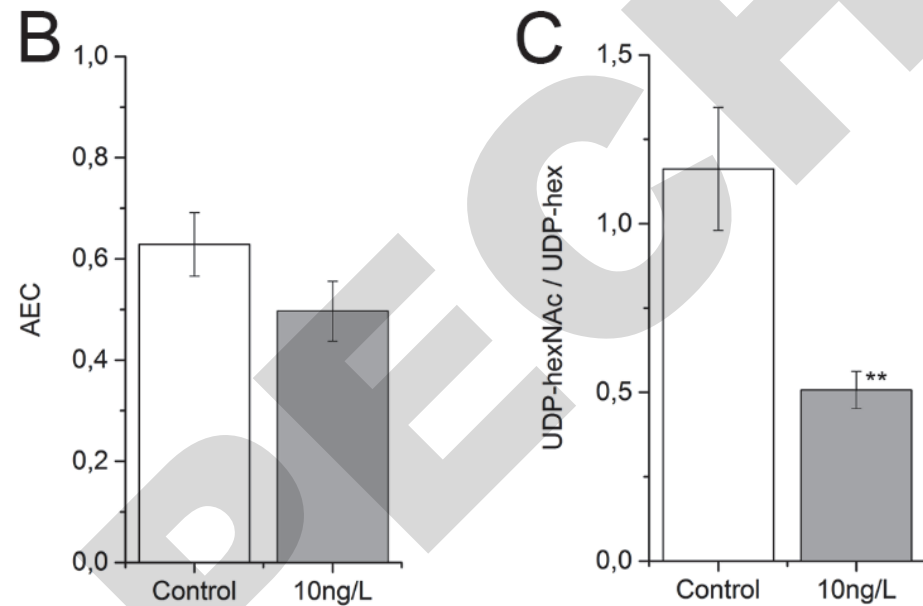 B
1,0
0,8
0,6
0,4
0,2
0,0
AEC
Control 10ng/L
C
1,5
1,0
0,5
0,0
UDP-hexNAc / UDP-hex
**
Control 10ng/L